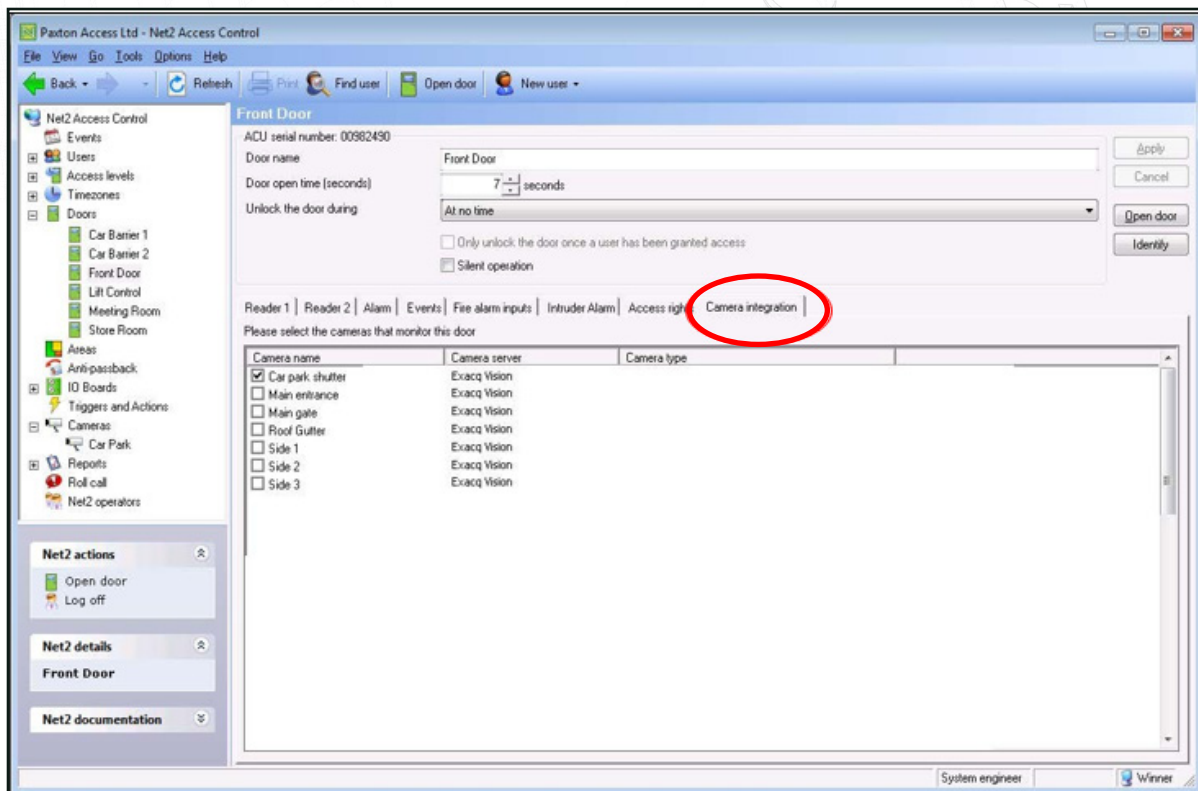 Paxton Access Ltd - Net2 Access Control
File View Go Tools Options Help
Back Refresh Print Find user Open door New user
Net2 Access Control
Events
Users
Access levels
Timezones
Doors
Car Barrier 1
Car Barrier 2
Front Door
Lift Control
Meeting Room
Store Room
Areas
Anti-passback
IO Boards
Triggers and Actions
Cameras
Car Park
Reports
Roll call
Net2 operators
Net2 actions
Open door
Log off
Net2 details
Front Door
Net2 documentation
Front Door
ACU serial number: 00982490
Door name Front Door
Door open time (seconds) 7 seconds
Unlock the door during At no time
Only unlock the door once a user has been granted access
Silent operation
Apply
Cancel
Open door
Identify
Reader 1 Reader 2 Alarm Events Fire alarm inputs Intruder Alarm Access rights Camera integration
Please select the cameras that monitor this door
Camera name Camera server Camera type
Car park shutter Exacq Vision
Main entrance Exacq Vision
Main gate Exacq Vision
Roof Gutter Exacq Vision
Side 1 Exacq Vision
Side 2 Exacq Vision
Side 3 Exacq Vision
System engineer Winner